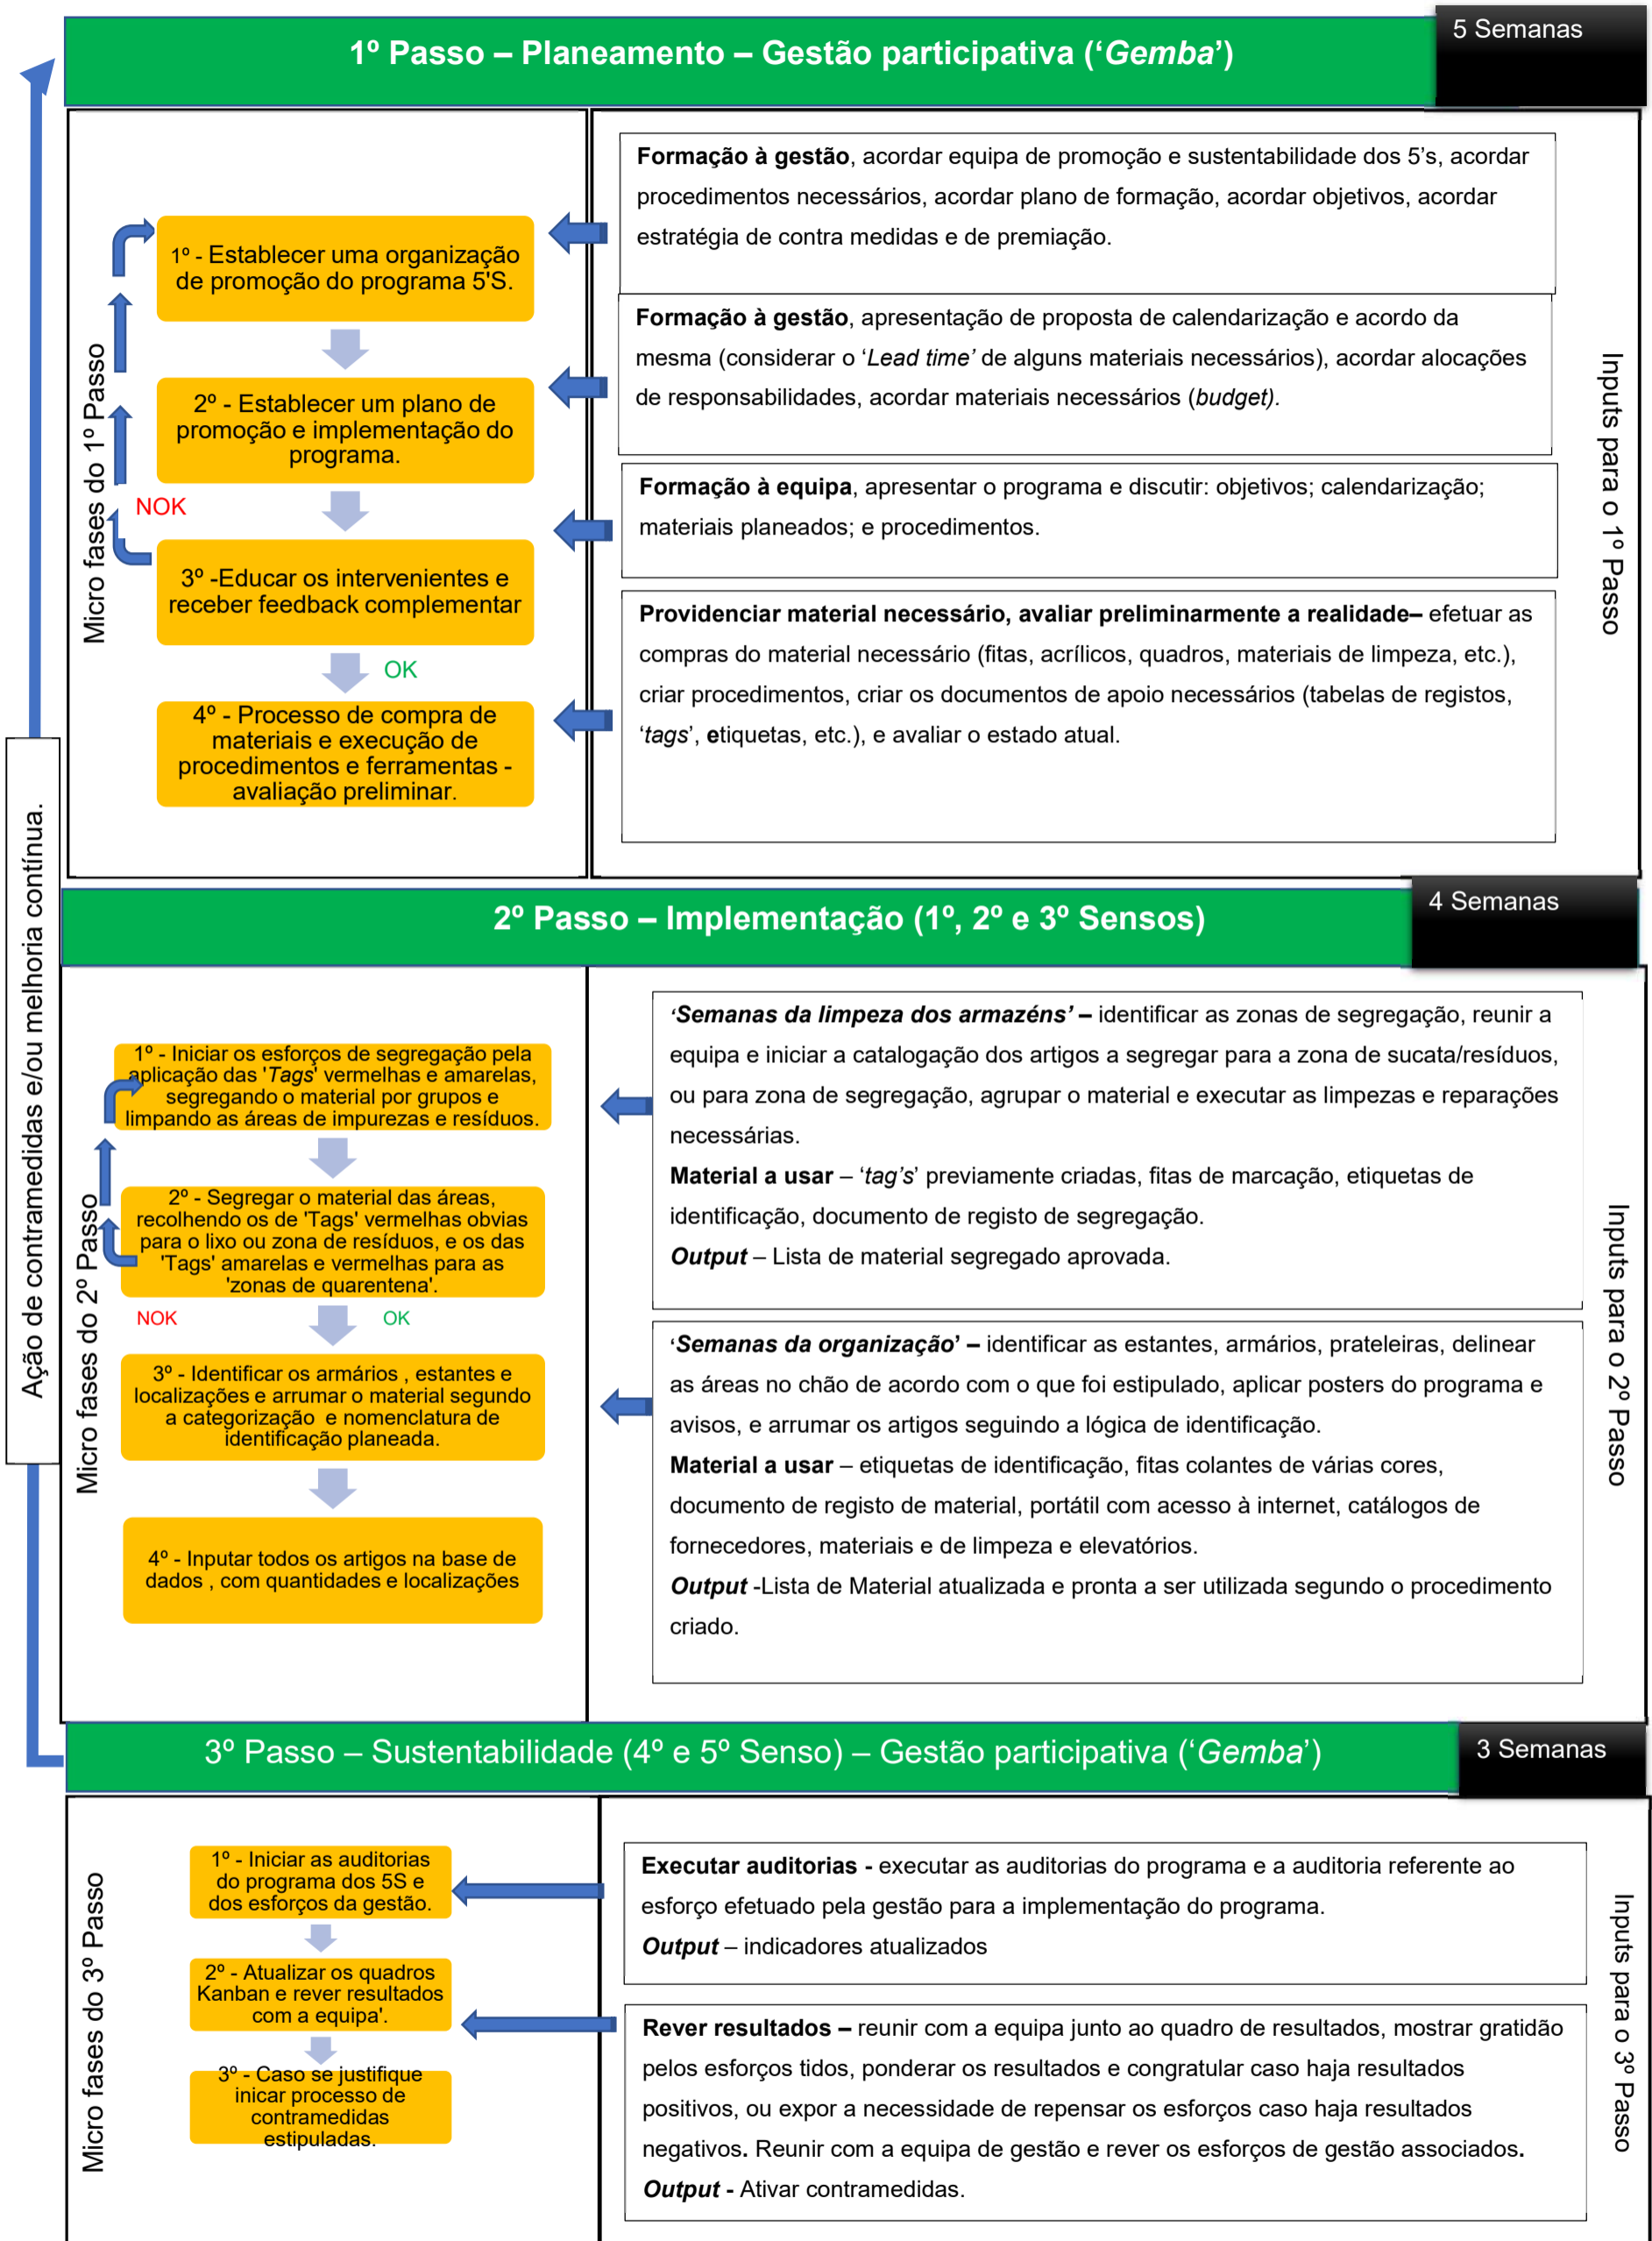 1º Passo – Planeamento – Gestão participativa (‘Gemba’)
5 Semanas
Micro fases do 1º Passo
1º - Establecer uma organização
de promoção do programa 5'S.
2º - Establecer um plano de
promoção e implementação do
programa.
NOK
3º -Educar os intervenientes e
receber feedback complementar
OK
4º - Processo de compra de
materiais e execução de
procedimentos e ferramentas -
avaliação preliminar.
Formação à gestão, acordar equipa de promoção e sustentabilidade dos 5’s, acordar
procedimentos necessários, acordar plano de formação, acordar objetivos, acordar
estratégia de contra medidas e de premiação.
Formação à gestão, apresentação de proposta de calendarização e acordo da
mesma (considerar o ‘Lead time’ de alguns materiais necessários), acordar alocações
de responsabilidades, acordar materiais necessários (budget).
Formação à equipa, apresentar o programa e discutir: objetivos; calendarização;
materiais planeados; e procedimentos.
Providenciar material necessário, avaliar preliminarmente a realidade– efetuar as
compras do material necessário (fitas, acrílicos, quadros, materiais de limpeza, etc.),
criar procedimentos, criar os documentos de apoio necessários (tabelas de registos,
‘tags’, etiquetas, etc.), e avaliar o estado atual.
Inputs para o 1º Passo
Ação de contramedidas e/ou melhoria contínua.
2º Passo – Implementação (1º, 2º e 3º Sensos)
4 Semanas
Micro fases do 2º Passo
1º - Iniciar os esforços de segregação pela
aplicação das 'Tags' vermelhas e amarelas,
segregando o material por grupos e
limpando as áreas de impurezas e resíduos.
2º - Segregar o material das áreas,
recolhendo os de 'Tags' vermelhas obvias
para o lixo ou zona de resíduos, e os das
'Tags' amarelas e vermelhas para as
'zonas de quarentena'.
NOK
OK
3º - Identificar os armários , estantes e
localizações e arrumar o material segundo
a categorização e nomenclatura de
identificação planeada.
4º - Inputar todos os artigos na base de
dados , com quantidades e localizações
‘Semanas da limpeza dos armazéns’ – identificar as zonas de segregação, reunir a
equipa e iniciar a catalogação dos artigos a segregar para a zona de sucata/resíduos,
ou para zona de segregação, agrupar o material e executar as limpezas e reparações
necessárias.
Material a usar – ‘tag’s’ previamente criadas, fitas de marcação, etiquetas de
identificação, documento de registo de segregação.
Output – Lista de material segregado aprovada.
‘Semanas da organização’ – identificar as estantes, armários, prateleiras, delinear
as áreas no chão de acordo com o que foi estipulado, aplicar posters do programa e
avisos, e arrumar os artigos seguindo a lógica de identificação.
Material a usar – etiquetas de identificação, fitas colantes de várias cores,
documento de registo de material, portátil com acesso à internet, catálogos de
fornecedores, materiais e de limpeza e elevatórios.
Output -Lista de Material atualizada e pronta a ser utilizada segundo o procedimento
criado.
Inputs para o 2º Passo
3º Passo – Sustentabilidade (4º e 5º Senso) – Gestão participativa (‘Gemba’)
3 Semanas
Micro fases do 3º Passo
1º - Iniciar as auditorias
do programa dos 5S e
dos esforços da gestão.
2º - Atualizar os quadros
Kanban e rever resultados
com a equipa'.
3º - Caso se justifique
inicar processo de
contramedidas
estipuladas.
Executar auditorias - executar as auditorias do programa e a auditoria referente ao
esforço efetuado pela gestão para a implementação do programa.
Output – indicadores atualizados
Rever resultados – reunir com a equipa junto ao quadro de resultados, mostrar gratidão
pelos esforços tidos, ponderar os resultados e congratular caso haja resultados
positivos, ou expor a necessidade de repensar os esforços caso haja resultados
negativos. Reunir com a equipa de gestão e rever os esforços de gestão associados.
Output - Ativar contramedidas.
Inputs para o 3º Passo